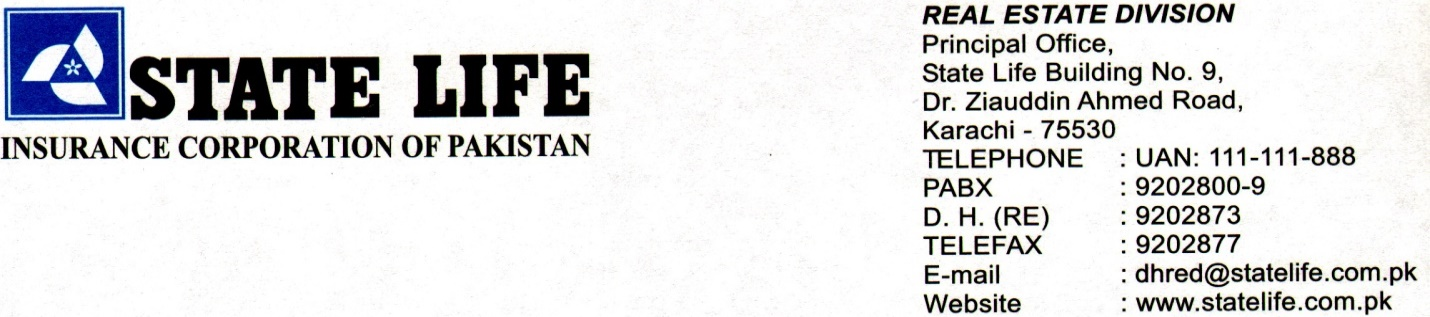 STATE LIFE
INSURANCE CORPORATION OF PAKISTAN
REAL ESTATE DIVISION
Principal Office,
State Life Building No. 9,
Dr. Ziauddin Ahmed Road,
Karachi - 75530
TELEPHONE : UAN: 111-111-888
PABX : 9202800-9
D. H. (RE) : 9202873
TELEFAX : 9202877
E-mail : dhred@statelife.com.pk
Website : www.statelife.com.pk